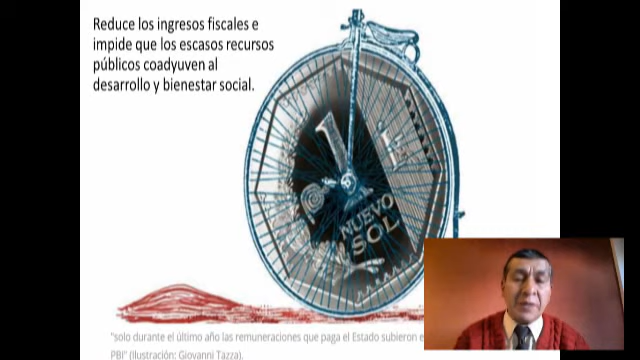 Reduce los ingresos fiscales e
impide que los escasos recursos
públicos coadyuven al
desarrollo y bienestar social.
1
NUEVO
SOL
"solo durante el último año las remuneraciones que paga el Estado subieron
PBI" (Ilustración: Giovanni Tazza).